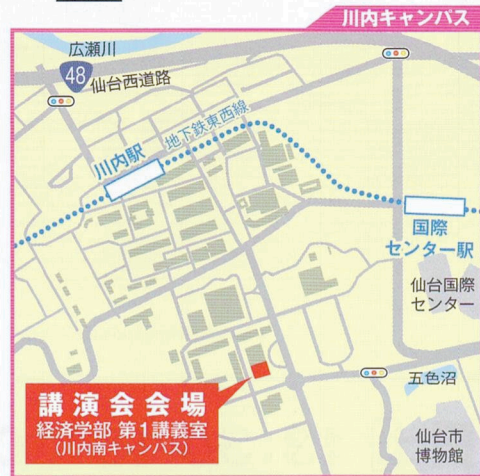 川内キャンパス
広瀬川
48
仙台西道路
川内駅
地下鉄東西線
国際
センター駅
仙台国際
センター
五色沼
仙台市
博物館
講演会会場
経済学部 第1講義室
(川内南キャンパス)